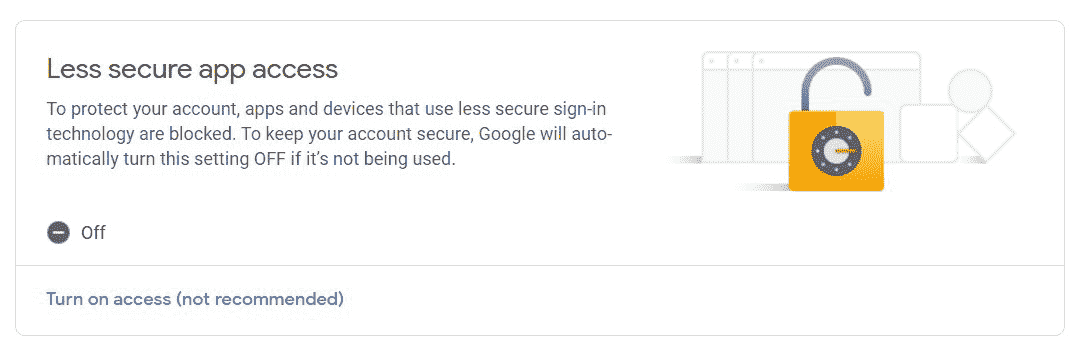 Less secure app access
To protect your account, apps and devices that use less secure sign-in
technology are blocked. To keep your account secure, Google will auto-
matically turn this setting OFF if it’s not being used.
Off
Turn on access (not recommended)